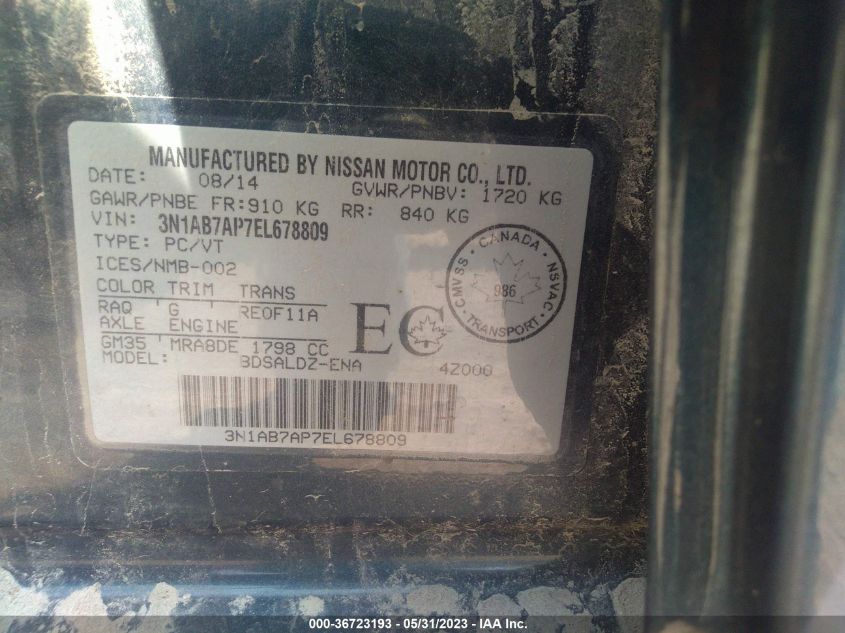 MANUFACTURED BY NISSAN MOTOR CO., LTD.
DATE: 08/14 GVWR/PNBV: 1720 KG
GAWR/PNBE FR: 910 KG RR: 840 KG
VIN: 3N1AB7AP7EL678809
TYPE: PC/VT
ICES/NMB-002
COLOR TRIM TRANS
RAQ 'G' RE0F11A
AXLE ENGINE
GM35 MRA8DE 1798 CC
MODEL: BDSALDZ-ENA 4Z000
EC
CANADA
CMVSS NSVAC
986
TRANSPORT
3N1AB7AP7EL678809
000-36723193 - 05/31/2023 - IAAI.com